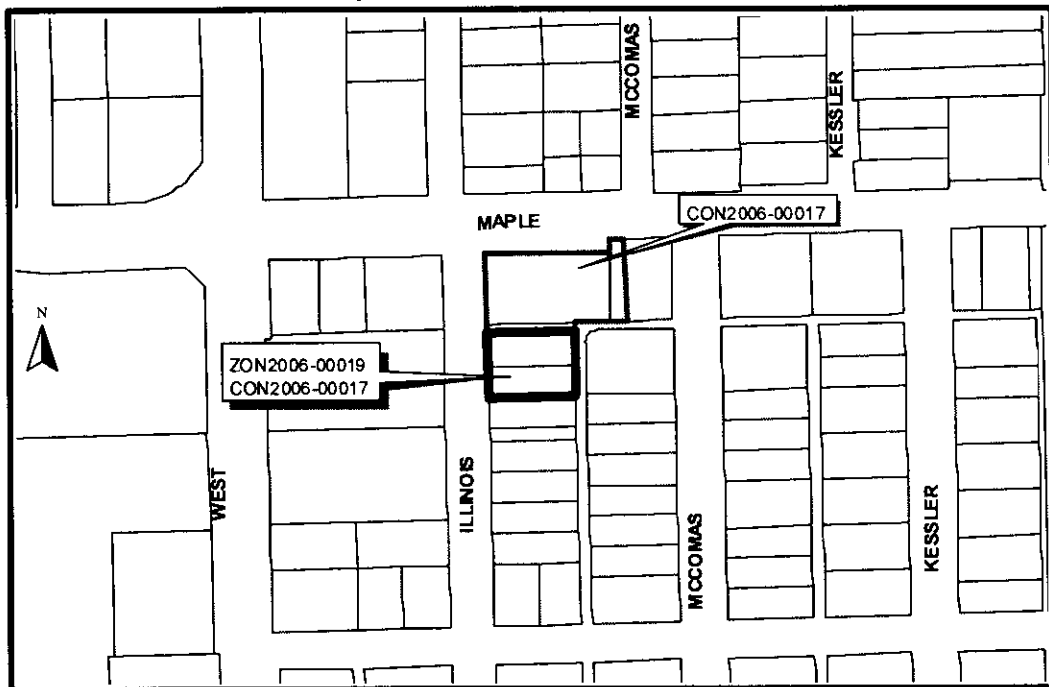 MCCOMAS
KESSLER
MAPLE
CON2006-00017
N
ZON2006-00019
CON2006-00017
WEST
ILLINOIS
MCCOMAS
KESSLER